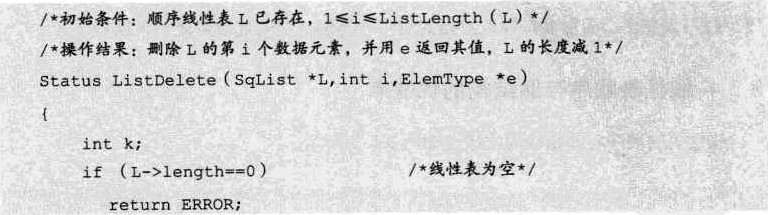 /*初始条件：顺序线性表 L 已存在，1≤i≤ListLength（L）*/
/*操作结果：删除 L 的第 i 个数据元素，并用 e 返回其值，L 的长度减 1*/
Status ListDelete（SqList *L,int i,ElemType *e）
{
int k;
if （L->length==0） /*线性表为空*/
return ERROR;